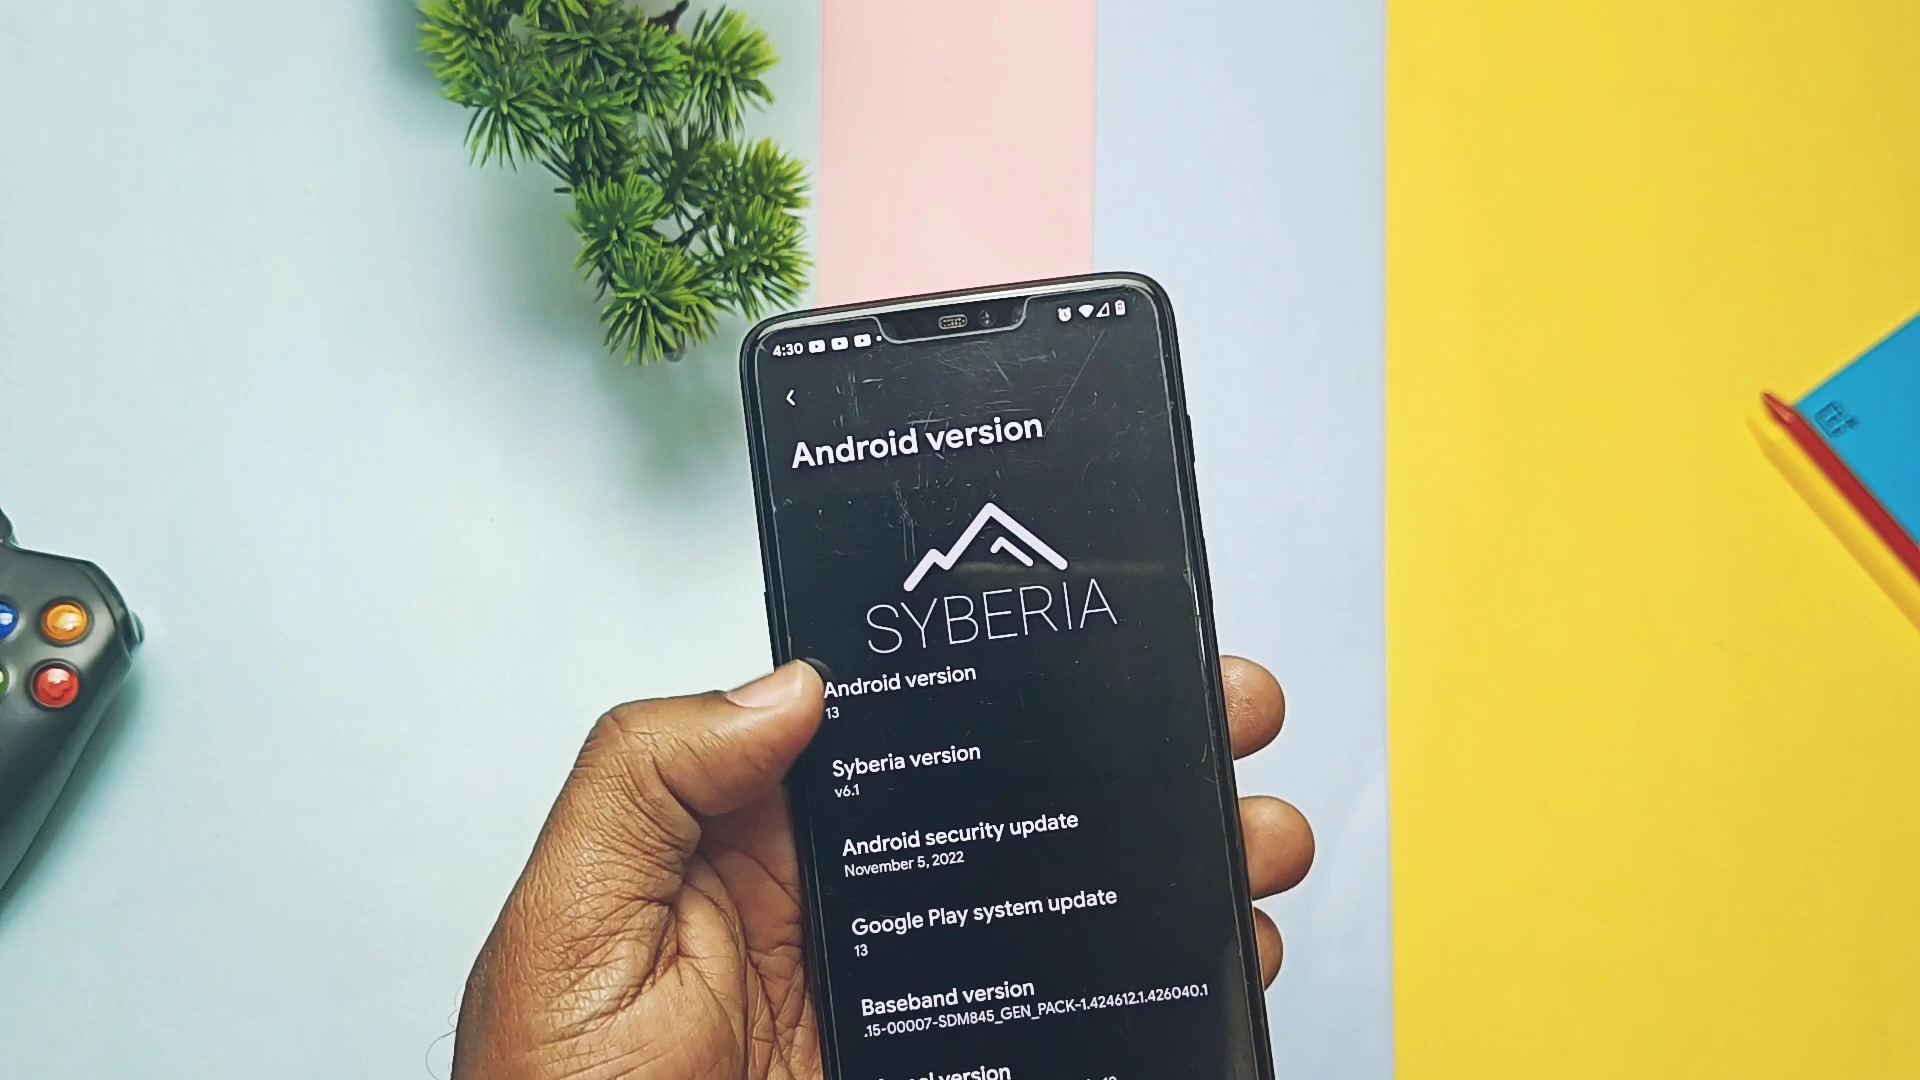 4:30
Android version
SYBERIA
Android version
13
Syberia version
v6.1
Android security update
November 5, 2022
Google Play system update
13
Baseband version
.15-00007-SDM845_GEN_PACK-1.424612.1.426040.1
version